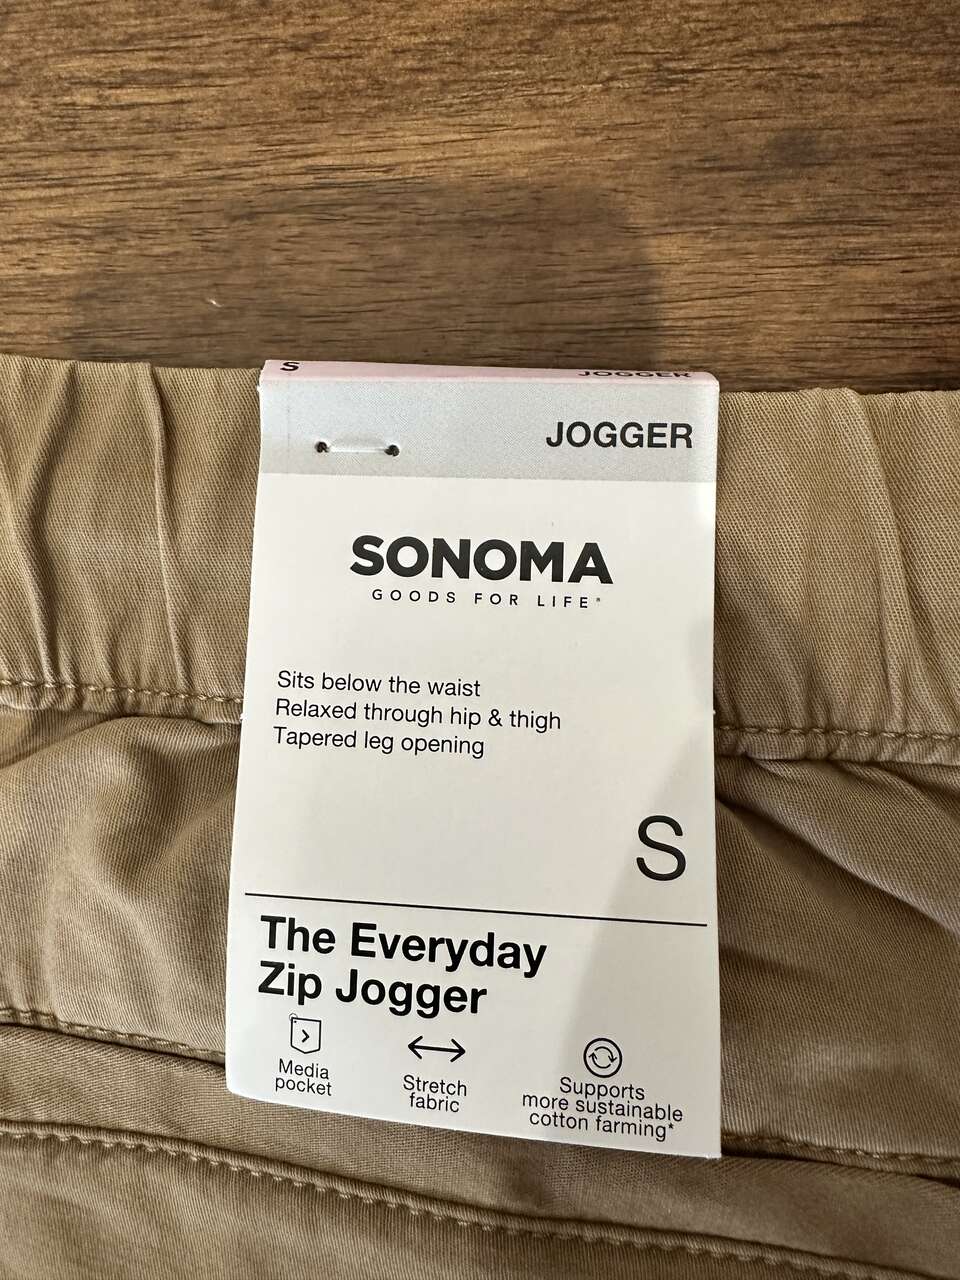 S JOGGER
JOGGER
SONOMA
GOODS FOR LIFE®
Sits below the waist
Relaxed through hip & thigh
Tapered leg opening
S
The Everyday
Zip Jogger
Media
pocket
Stretch
fabric
Supports
more sustainable
cotton farming*